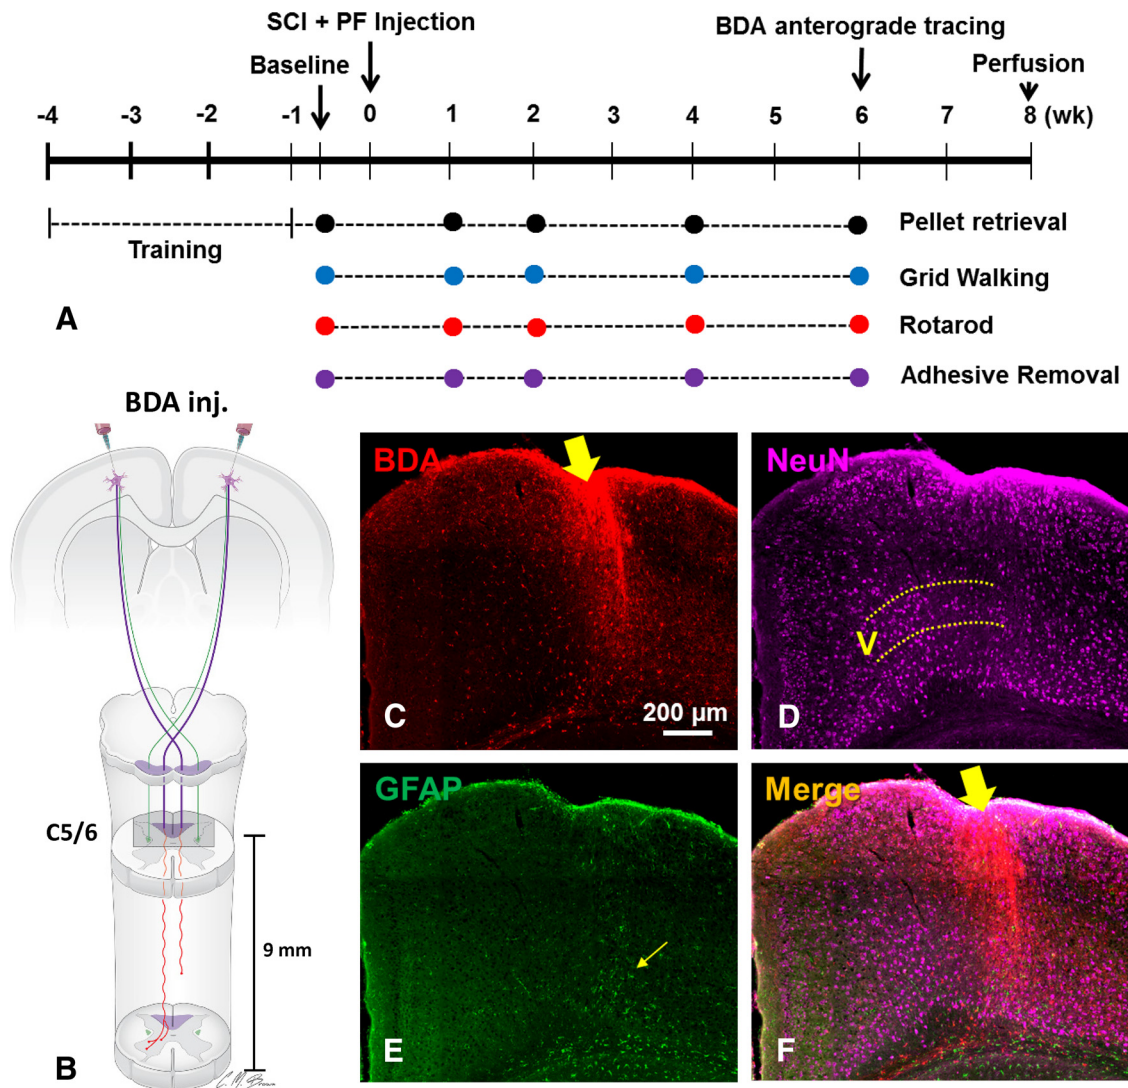 SCI + PF Injection
BDA anterograde tracing
Baseline
Perfusion
-4 -3 -2 -1 0 1 2 3 4 5 6 7 8 (wk)
Pellet retrieval
Training
Grid Walking
A
Rotarod
Adhesive Removal
BDA inj.
C5/6
9 mm
B
C. M. Brown
BDA
C
200 µm
NeuN
V
D
GFAP
E
Merge
F